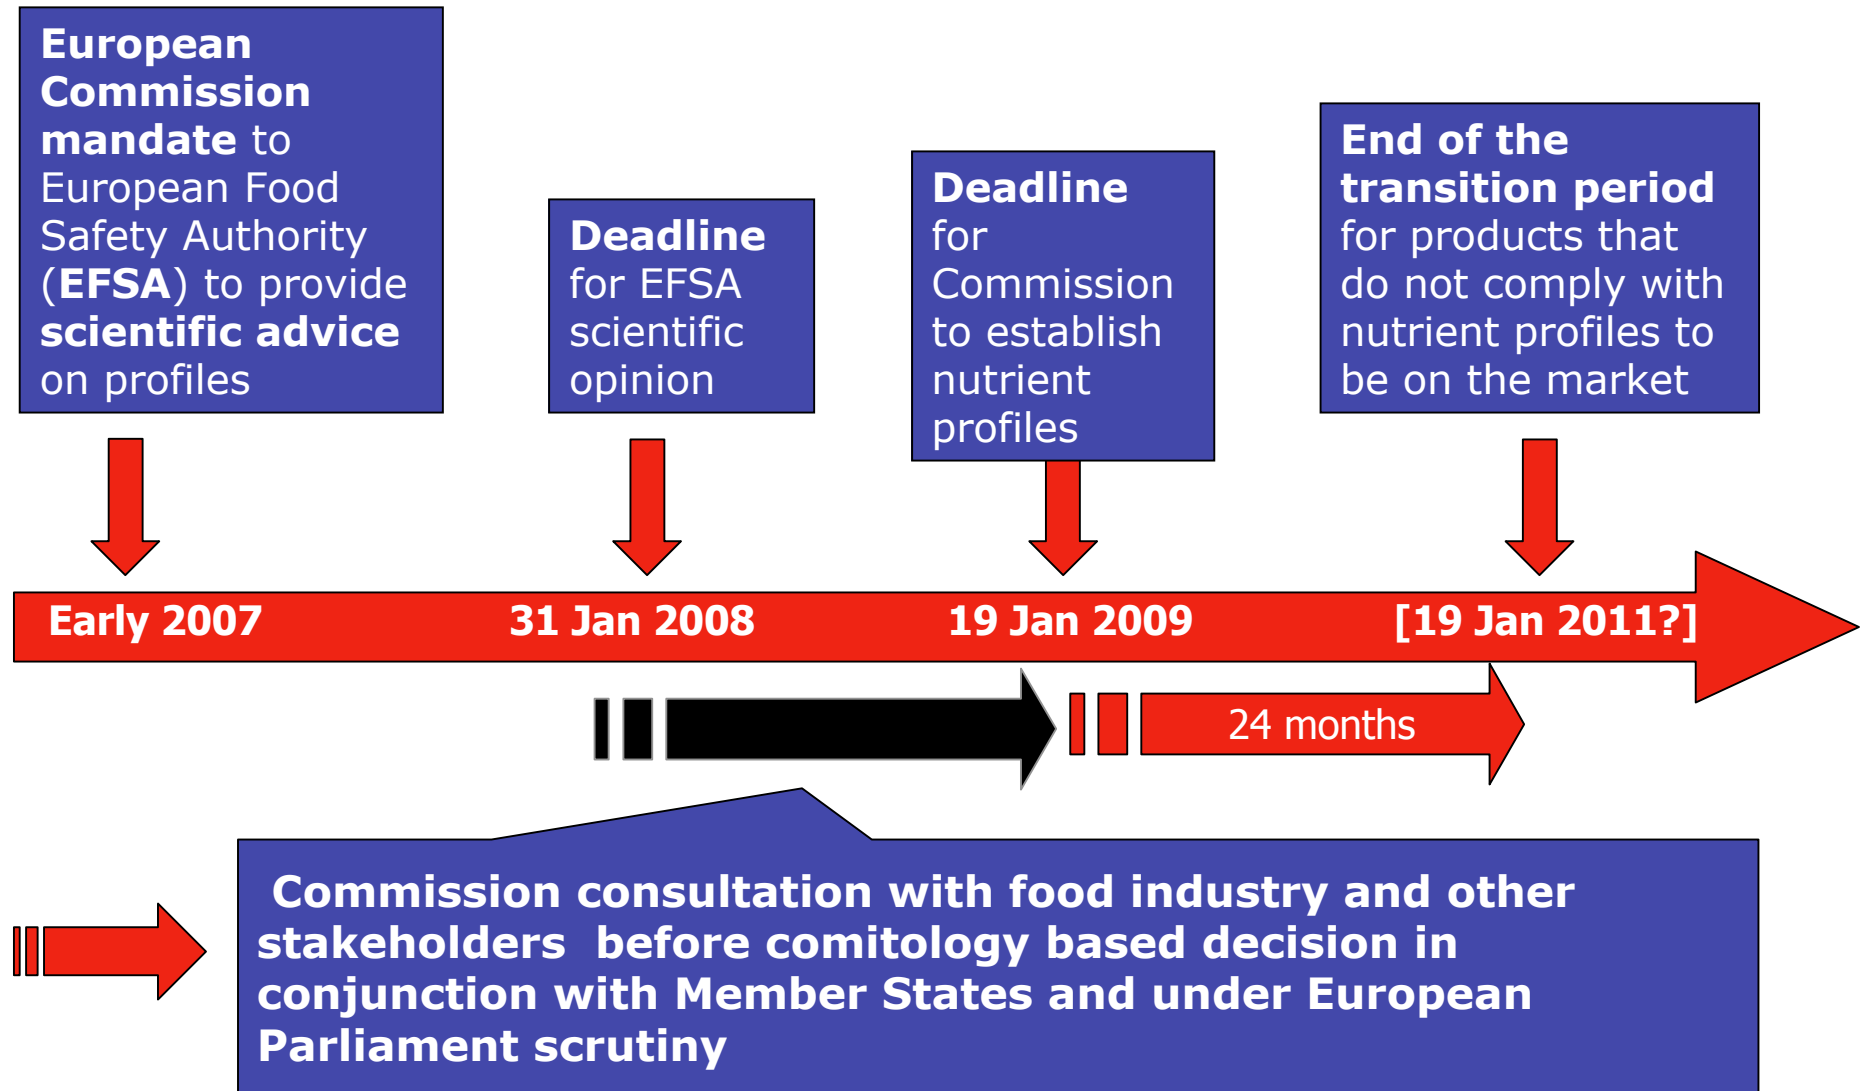 European
Commission
mandate to
European Food
Safety Authority
(EFSA) to provide
scientific advice
on profiles
Deadline
for EFSA
scientific
opinion
Deadline
for
Commission
to establish
nutrient
profiles
End of the
transition period
for products that
do not comply with
nutrient profiles to
be on the market
Early 2007
31 Jan 2008
19 Jan 2009
[19 Jan 2011?]
24 months
Commission consultation with food industry and other
stakeholders before comitology based decision in
conjunction with Member States and under European
Parliament scrutiny